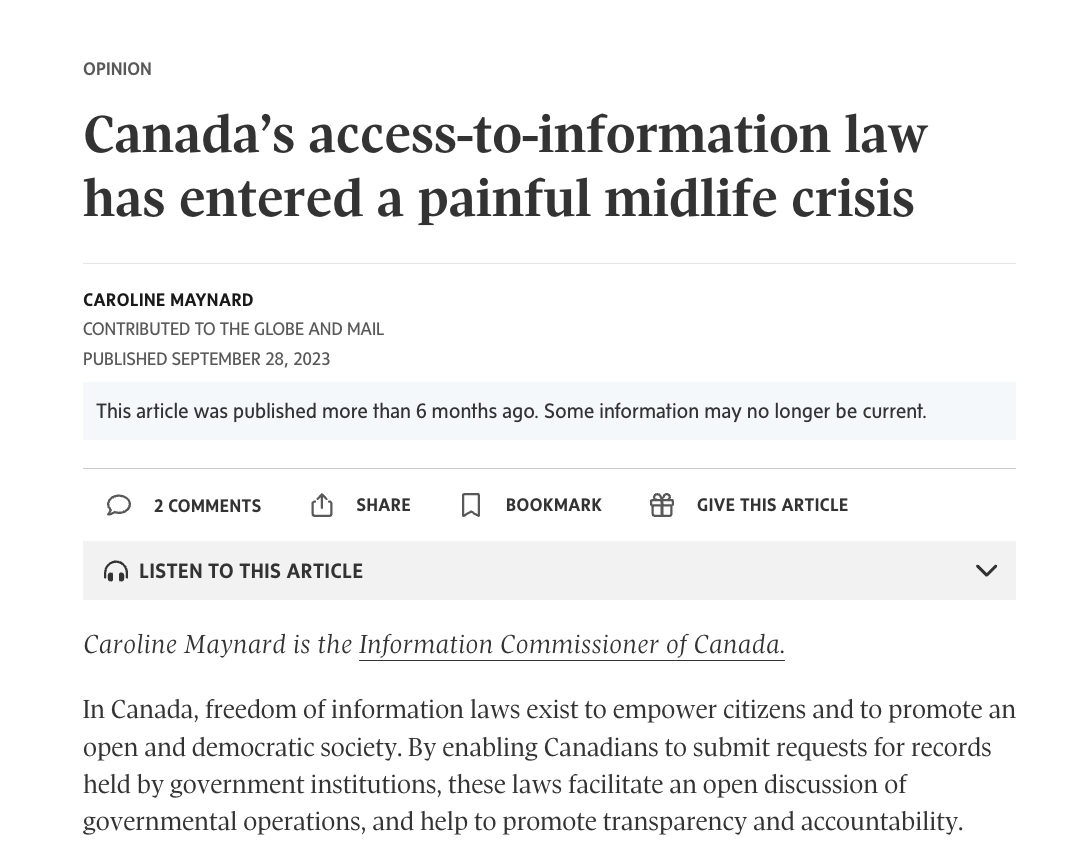 OPINION
Canada’s access-to-information law
has entered a painful midlife crisis
CAROLINE MAYNARD
CONTRIBUTED TO THE GLOBE AND MAIL
PUBLISHED SEPTEMBER 28, 2023
This article was published more than 6 months ago. Some information may no longer be current.
2 COMMENTS SHARE BOOKMARK GIVE THIS ARTICLE
LISTEN TO THIS ARTICLE
Caroline Maynard is the Information Commissioner of Canada.
In Canada, freedom of information laws exist to empower citizens and to promote an
open and democratic society. By enabling Canadians to submit requests for records
held by government institutions, these laws facilitate an open discussion of
governmental operations, and help to promote transparency and accountability.